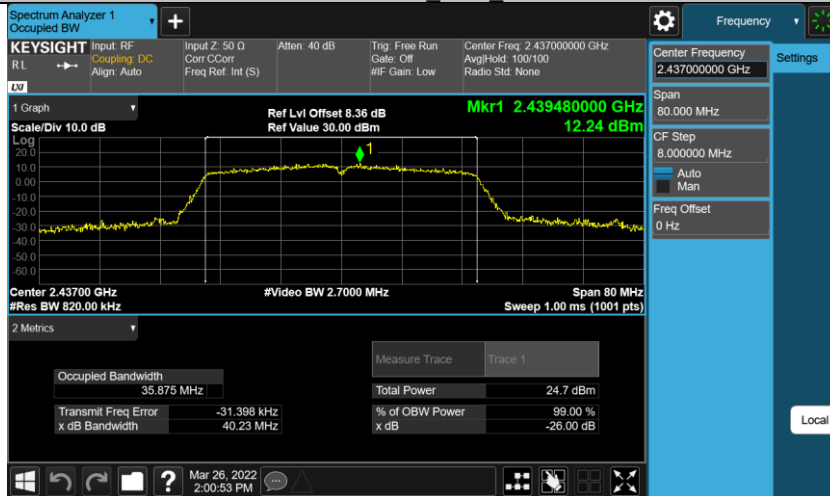 Spectrum Analyzer 1
Occupied BW
Frequency
KEYSIGHT
RL
LXI
Input: RF
Coupling: DC
Align: Auto
Input Z: 50 Ω
Corr CCorr
Freq Ref: Int (S)
Atten: 40 dB
Trig: Free Run
Gate: Off
#IF Gain: Low
Center Freq: 2.437000000 GHz
Avg|Hold: 100/100
Radio Std: None
Center Frequency
2.437000000 GHz
Settings
Span
80.000 MHz
CF Step
8.000000 MHz
Auto
Man
Freq Offset
0 Hz
Local
1 Graph
Scale/Div 10.0 dB
Ref Lvl Offset 8.36 dB
Ref Value 30.00 dBm
Mkr1 2.439480000 GHz
12.24 dBm
Log
20.0
10.0
0.00
-10.0
-20.0
-30.0
-40.0
-50.0
-60.0
1
Center 2.43700 GHz
#Res BW 820.00 kHz
#Video BW 2.7000 MHz
Span 80 MHz
Sweep 1.00 ms (1001 pts)
2 Metrics
Measure Trace Trace 1
Occupied Bandwidth
35.875 MHz
Total Power 24.7 dBm
Transmit Freq Error -31.398 kHz
% of OBW Power 99.00 %
x dB Bandwidth 40.23 MHz
x dB -26.00 dB
?
Mar 26, 2022
2:00:53 PM